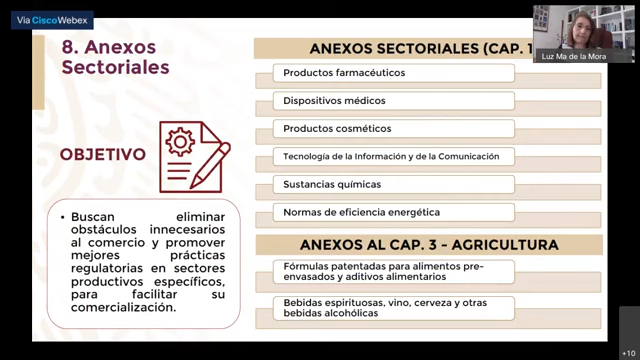 Via CiscoWebex
8. Anexos
Sectoriales
OBJETIVO
• Buscan eliminar
obstáculos innecesarios
al comercio y promover
mejores prácticas
regulatorias en sectores
productivos específicos,
para facilitar su
comercialización.
ANEXOS SECTORIALES (CAP. 1
Productos farmacéuticos
Dispositivos médicos
Productos cosméticos
Tecnología de la Información y de la Comunicación
Sustancias químicas
Normas de eficiencia energética
ANEXOS AL CAP. 3 - AGRICULTURA
Fórmulas patentadas para alimentos pre-
envasados y aditivos alimentarios
Bebidas espirituosas, vino, cerveza y otras
bebidas alcohólicas
Luz Ma de la Mora
+10